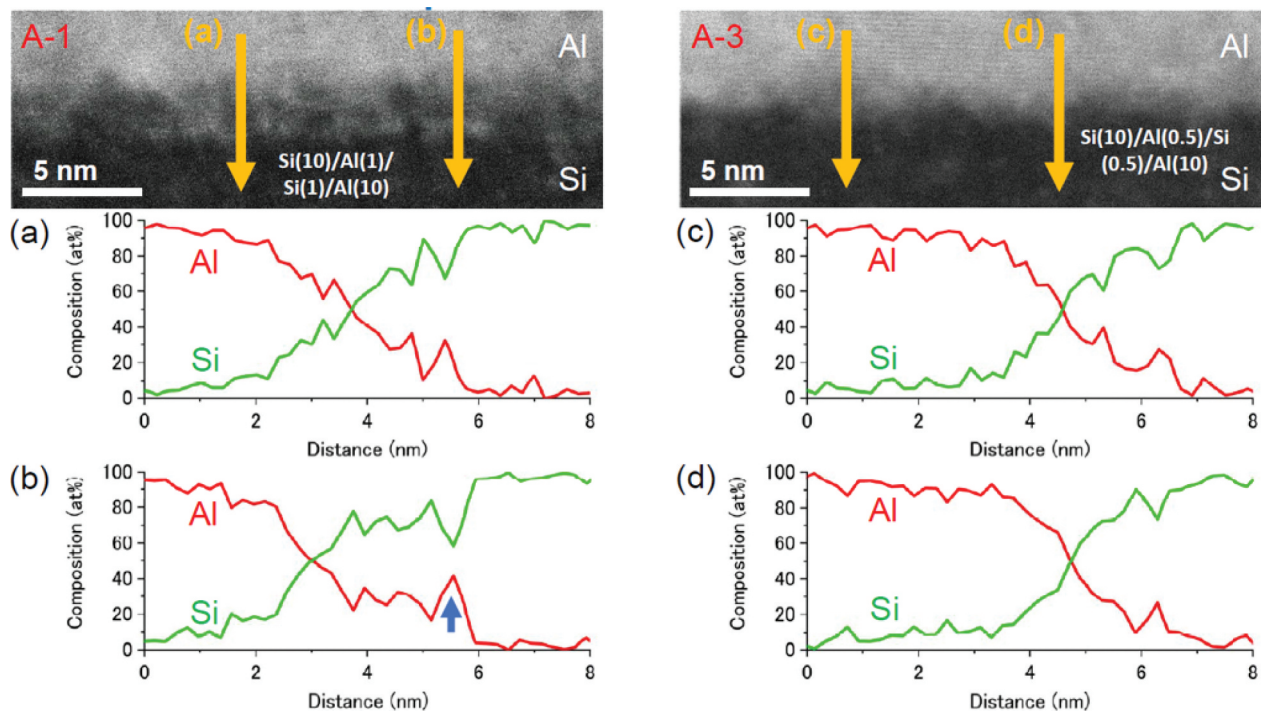 A-1
(a)
(b)
Al
Si(10)/Al(1)/
Si(1)/Al(10)
5 nm
Si
A-3
(c)
(d)
Al
Si(10)/Al(0.5)/Si
(0.5)/Al(10)
5 nm
Si
(a)
Composition (at%)
100
80
60
40
20
0
Al
Si
0 2 4 6 8
Distance (nm)
(c)
Composition (at%)
100
80
60
40
20
0
Al
Si
0 2 4 6 8
Distance (nm)
(b)
Composition (at%)
100
80
60
40
20
0
Al
Si
0 2 4 6 8
Distance (nm)
(d)
Composition (at%)
100
80
60
40
20
0
Al
Si
0 2 4 6 8
Distance (nm)